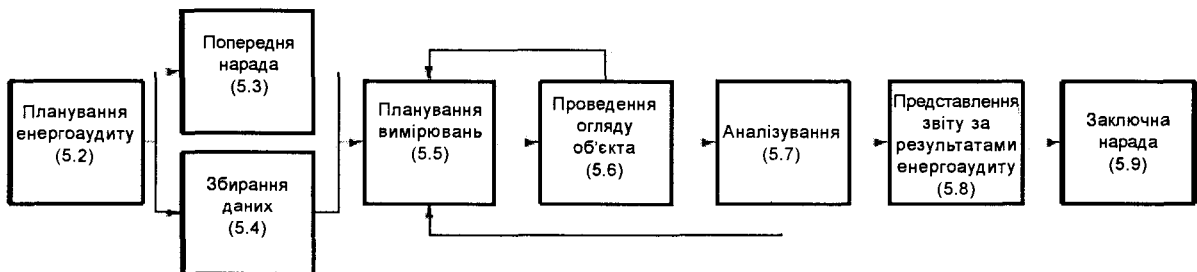 Планування
енергоаудиту
(5.2)
Попередня
нарада
(5.3)
Збирання
даних
(5.4)
Планування
вимірювань
(5.5)
Проведення
огляду
об'єкта
(5.6)
Аналізування
(5.7)
Представлення
звіту за
результатами
енергоаудиту
(5.8)
Заключна
нарада
(5.9)